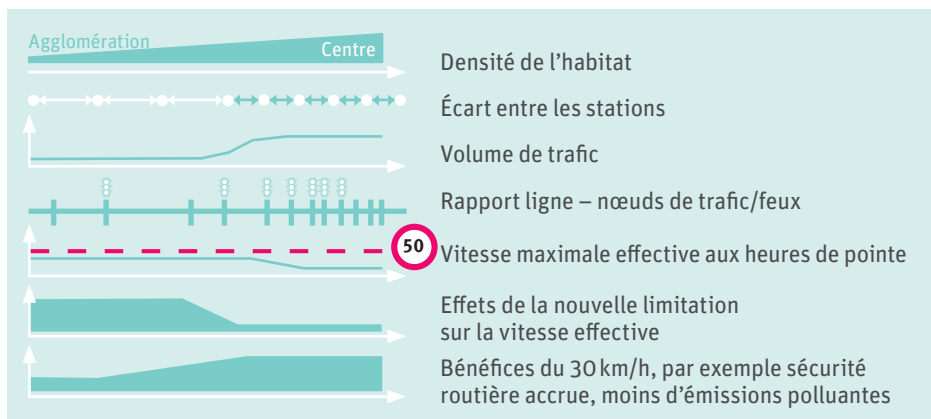 Agglomération
Centre
Densité de l’habitat
Écart entre les stations
Volume de trafic
Rapport ligne – nœuds de trafic/feux
50
Vitesse maximale effective aux heures de pointe
Effets de la nouvelle limitation
sur la vitesse effective
Bénéfices du 30 km/h, par exemple sécurité
routière accrue, moins d’émissions polluantes